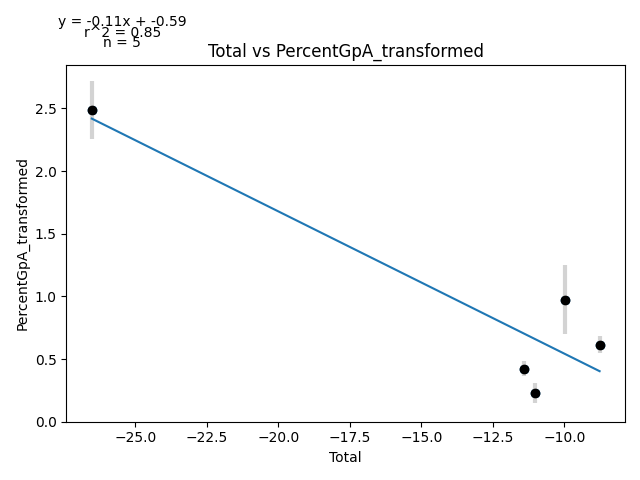 y = -0.11x + -0.59
r^2 = 0.85
n = 5
Total vs PercentGpA_transformed
PercentGpA_transformed
2.5
2.0
1.5
1.0
0.5
0.0
−25.0 −22.5 −20.0 −17.5 −15.0 −12.5 −10.0
Total